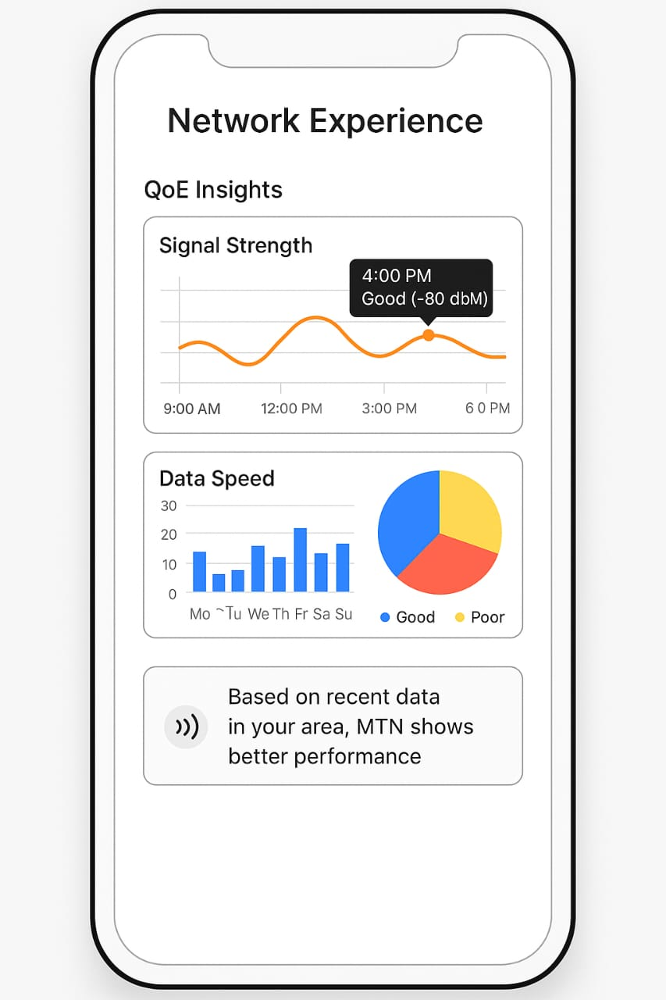 Network Experience
QoE Insights
Signal Strength
4:00 PM
Good (-80 dbM)
9:00 AM 12:00 PM 3:00 PM 6 0 PM
Data Speed
30
20
10
0
Mo ~Tu We Th Fr Sa Su
Good Poor
Based on recent data
in your area, MTN shows
better performance